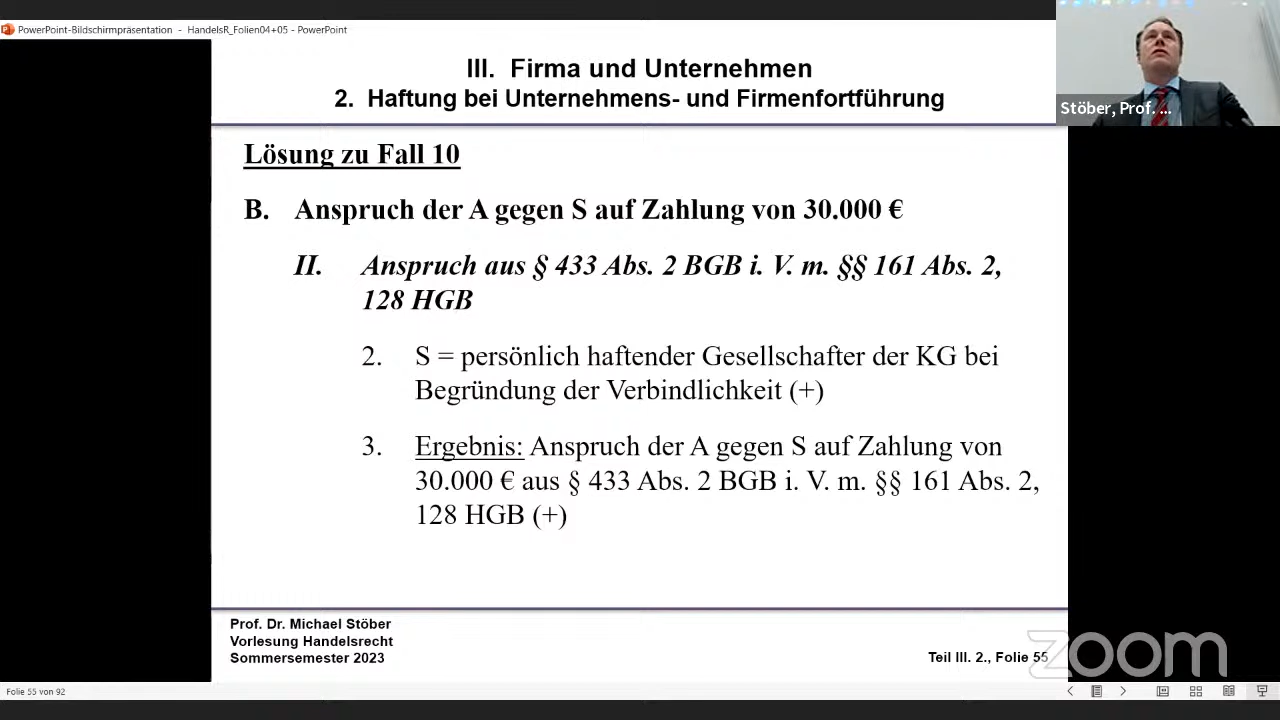 PowerPoint-Bildschirmpräsentation - HandelsR_Folien04+05 - PowerPoint
III. Firma und Unternehmen
2. Haftung bei Unternehmens- und Firmenfortführung
Stöber, Prof. ...
Lösung zu Fall 10
B. Anspruch der A gegen S auf Zahlung von 30.000 €
II. Anspruch aus § 433 Abs. 2 BGB i. V. m. §§ 161 Abs. 2,
128 HGB
2. S = persönlich haftender Gesellschafter der KG bei
Begründung der Verbindlichkeit (+)
3. Ergebnis: Anspruch der A gegen S auf Zahlung von
30.000 € aus § 433 Abs. 2 BGB i. V. m. §§ 161 Abs. 2,
128 HGB (+)
Prof. Dr. Michael Stöber
Vorlesung Handelsrecht
Sommersemester 2023
Teil III. 2., Folie 55
zoom
Folie 55 von 92